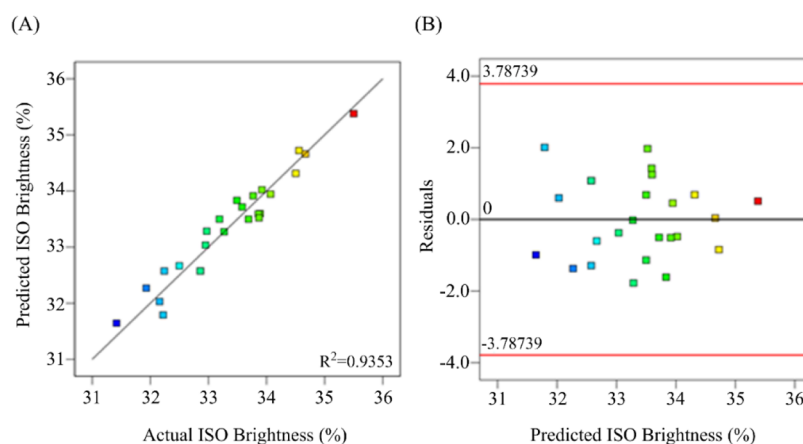 (A)
(B)
36
35
34
33
32
31
Predicted ISO Brightness (%)
R²=0.9353
31 32 33 34 35 36
Actual ISO Brightness (%)
4.0
2.0
0.0
-2.0
-4.0
Residuals
3.78739
0
-3.78739
31 32 33 34 35 36
Predicted ISO Brightness (%)